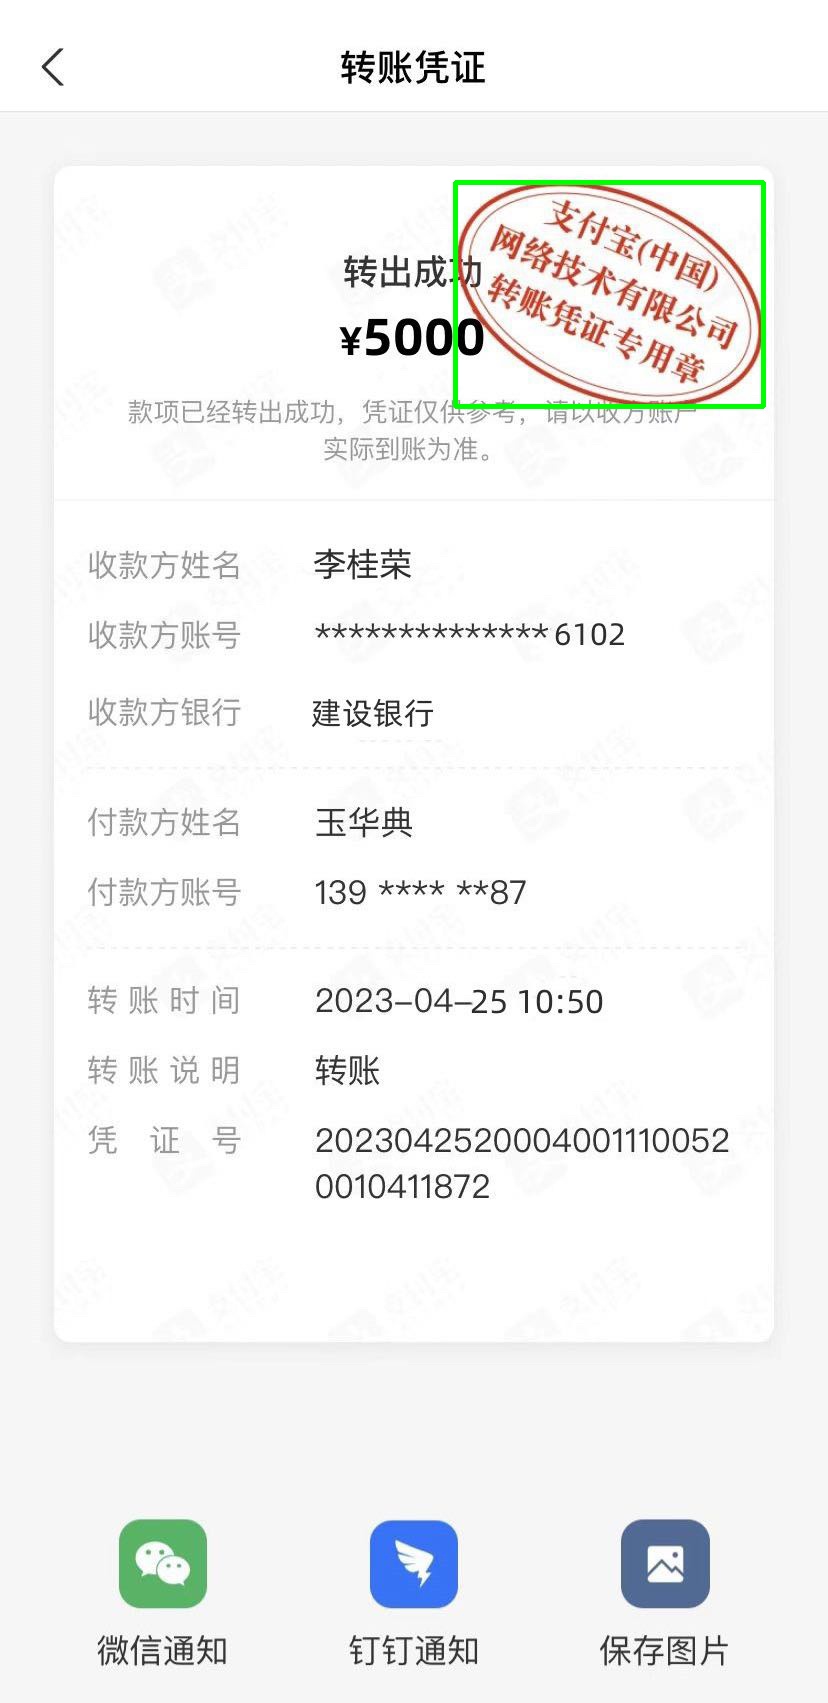 转账凭证
支付宝(中国)
网络技术有限公司
转账凭证专用章
转出成功
¥5000
款项已经转出成功，凭证仅供参考，请以收方账户
实际到账为准。
收款方姓名 李桂荣
收款方账号 **************6102
收款方银行 建设银行
付款方姓名 玉华典
付款方账号 139 **** **87
转账时间 2023-04-25 10:50
转账说明 转账
凭证号 2023042520004001110052
0010411872
微信通知 钉钉通知 保存图片